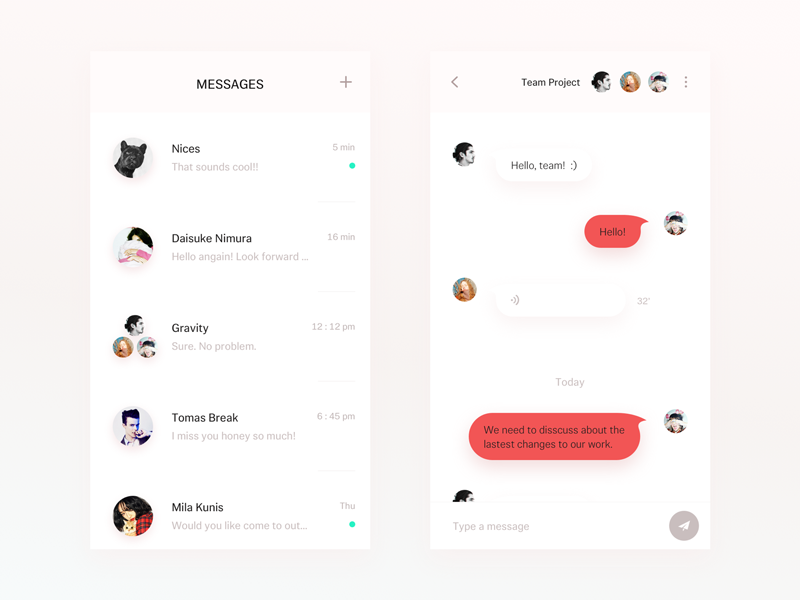 MESSAGES
Nices
5 min
That sounds cool!!
Daisuke Nimura
16 min
Hello angain! Look forward ...
Gravity
12 : 12 pm
Sure. No problem.
Tomas Break
6 : 45 pm
I miss you honey so much!
Mila Kunis
Thu
Would you like come to out...
Team Project
Hello, team! :)
Hello!
32'
Today
We need to disscuss about the
lastest changes to our work.
Type a message